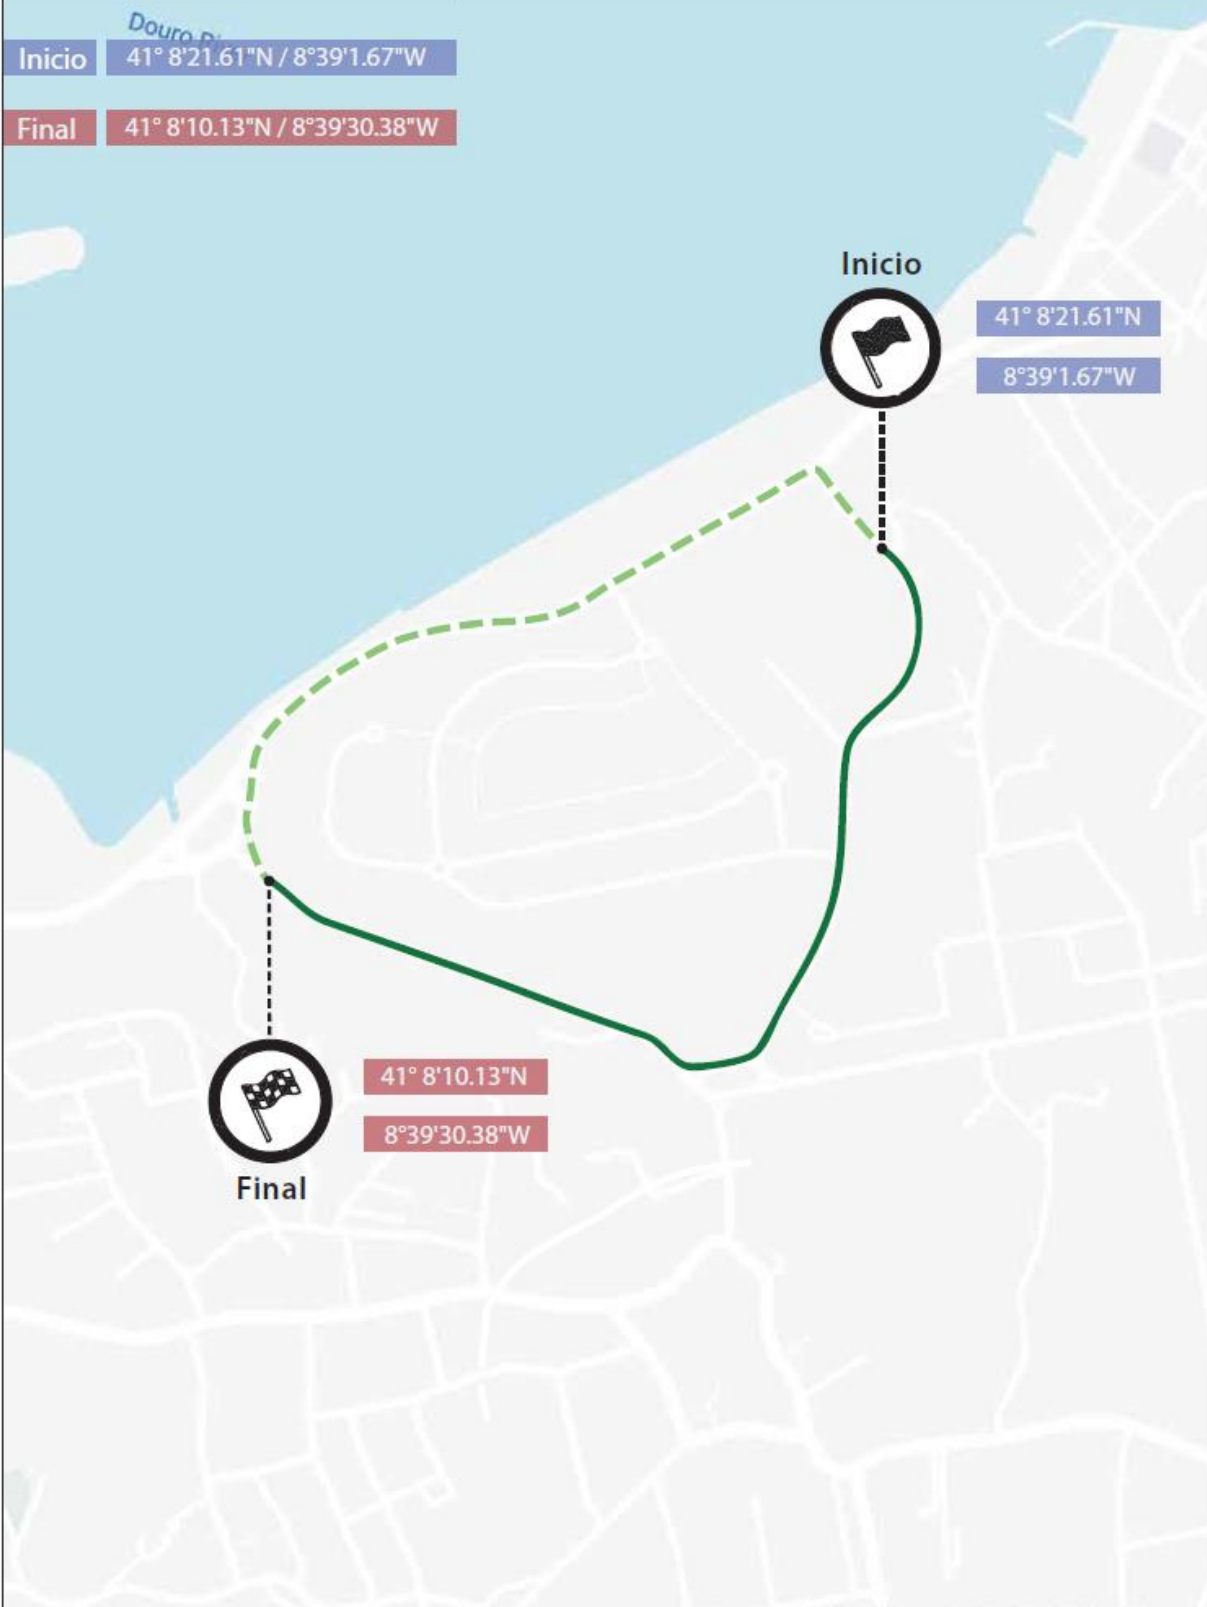 Douro
Inicio 41° 8'21.61"N / 8°39'1.67"W
Final 41° 8'10.13"N / 8°39'30.38"W
Inicio
41° 8'21.61"N
8°39'1.67"W
41° 8'10.13"N
8°39'30.38"W
Final